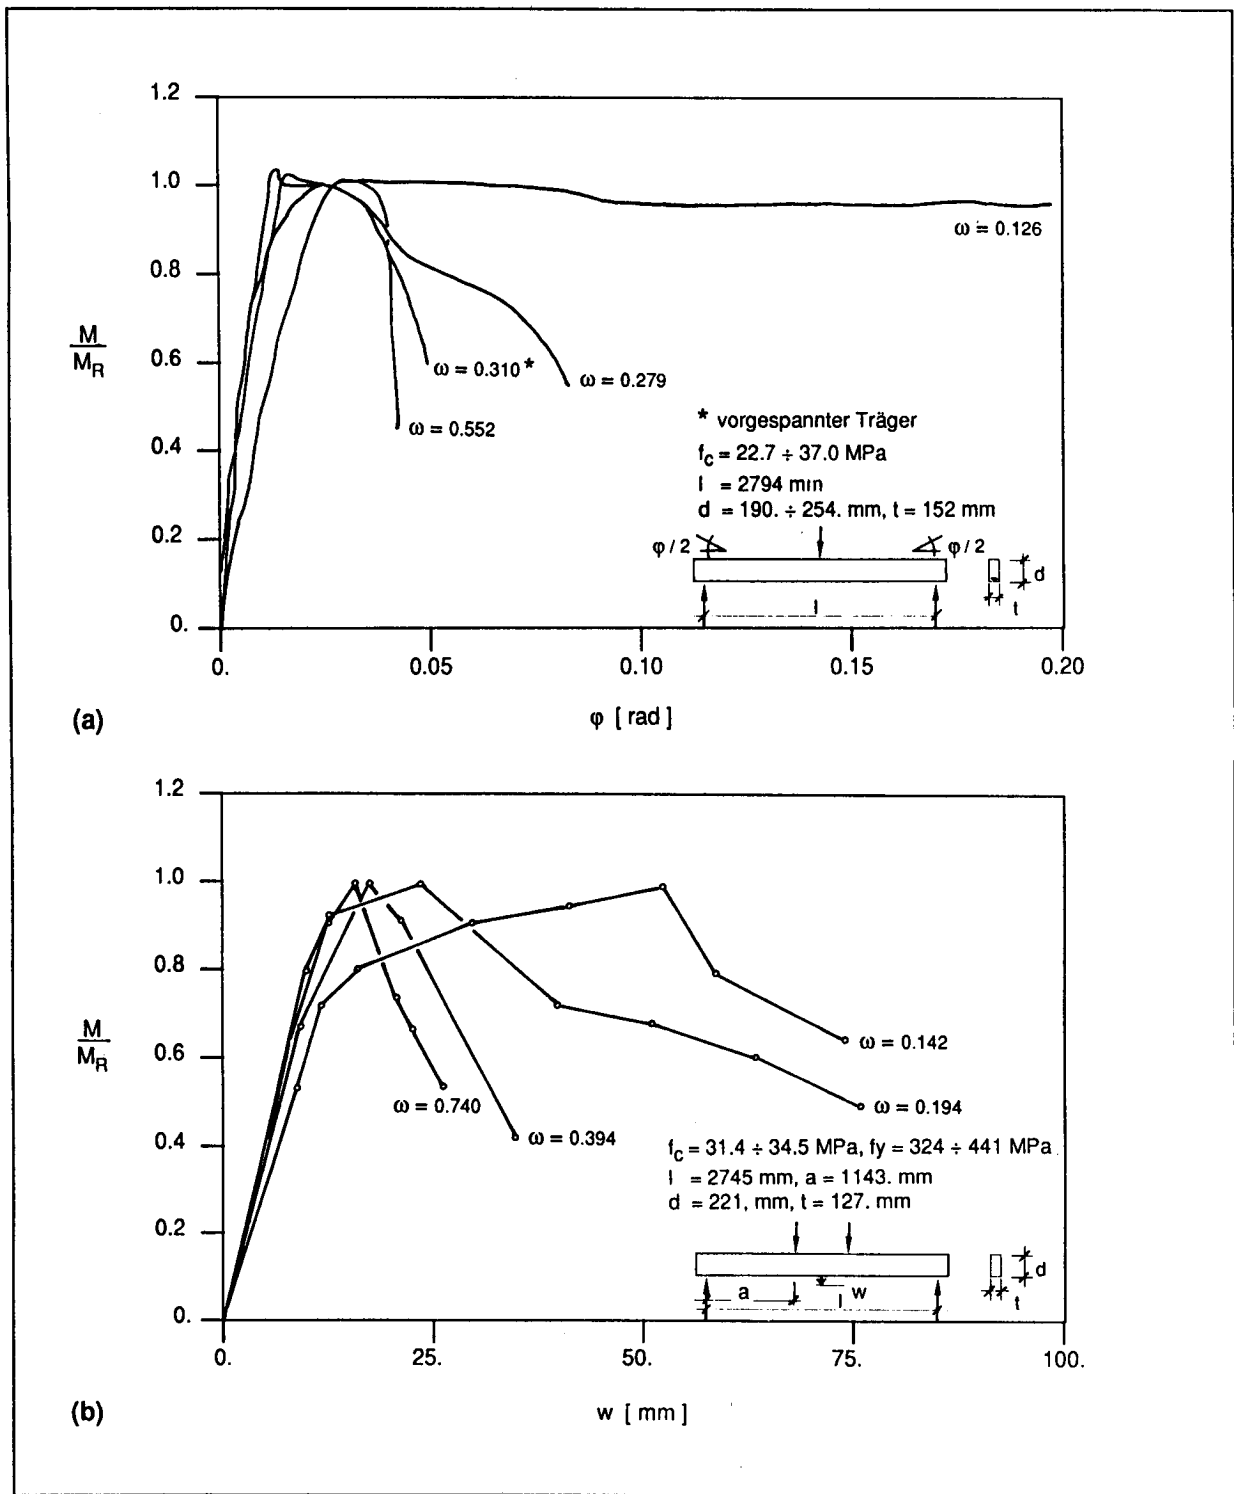 1.2
1.0
0.8
M
M_R
0.6
0.4
0.2
0.
ω = 0.126
ω = 0.310*
ω = 0.279
ω = 0.552
* vorgespannter Träger
f_c = 22.7 ÷ 37.0 MPa
l = 2794 mm
d = 190. ÷ 254. mm, t = 152 mm
φ / 2
φ / 2
d
l
t
0. 0.05 0.10 0.15 0.20
(a)
φ [ rad ]
1.2
1.0
0.8
M
M_R
0.6
0.4
0.2
0.
ω = 0.142
ω = 0.194
ω = 0.740
ω = 0.394
f_c = 31.4 ÷ 34.5 MPa, fy = 324 ÷ 441 MPa
l = 2745 mm, a = 1143. mm
d = 221, mm, t = 127. mm
a
w
d
l
t
0. 25. 50. 75. 100.
(b)
w [ mm ]